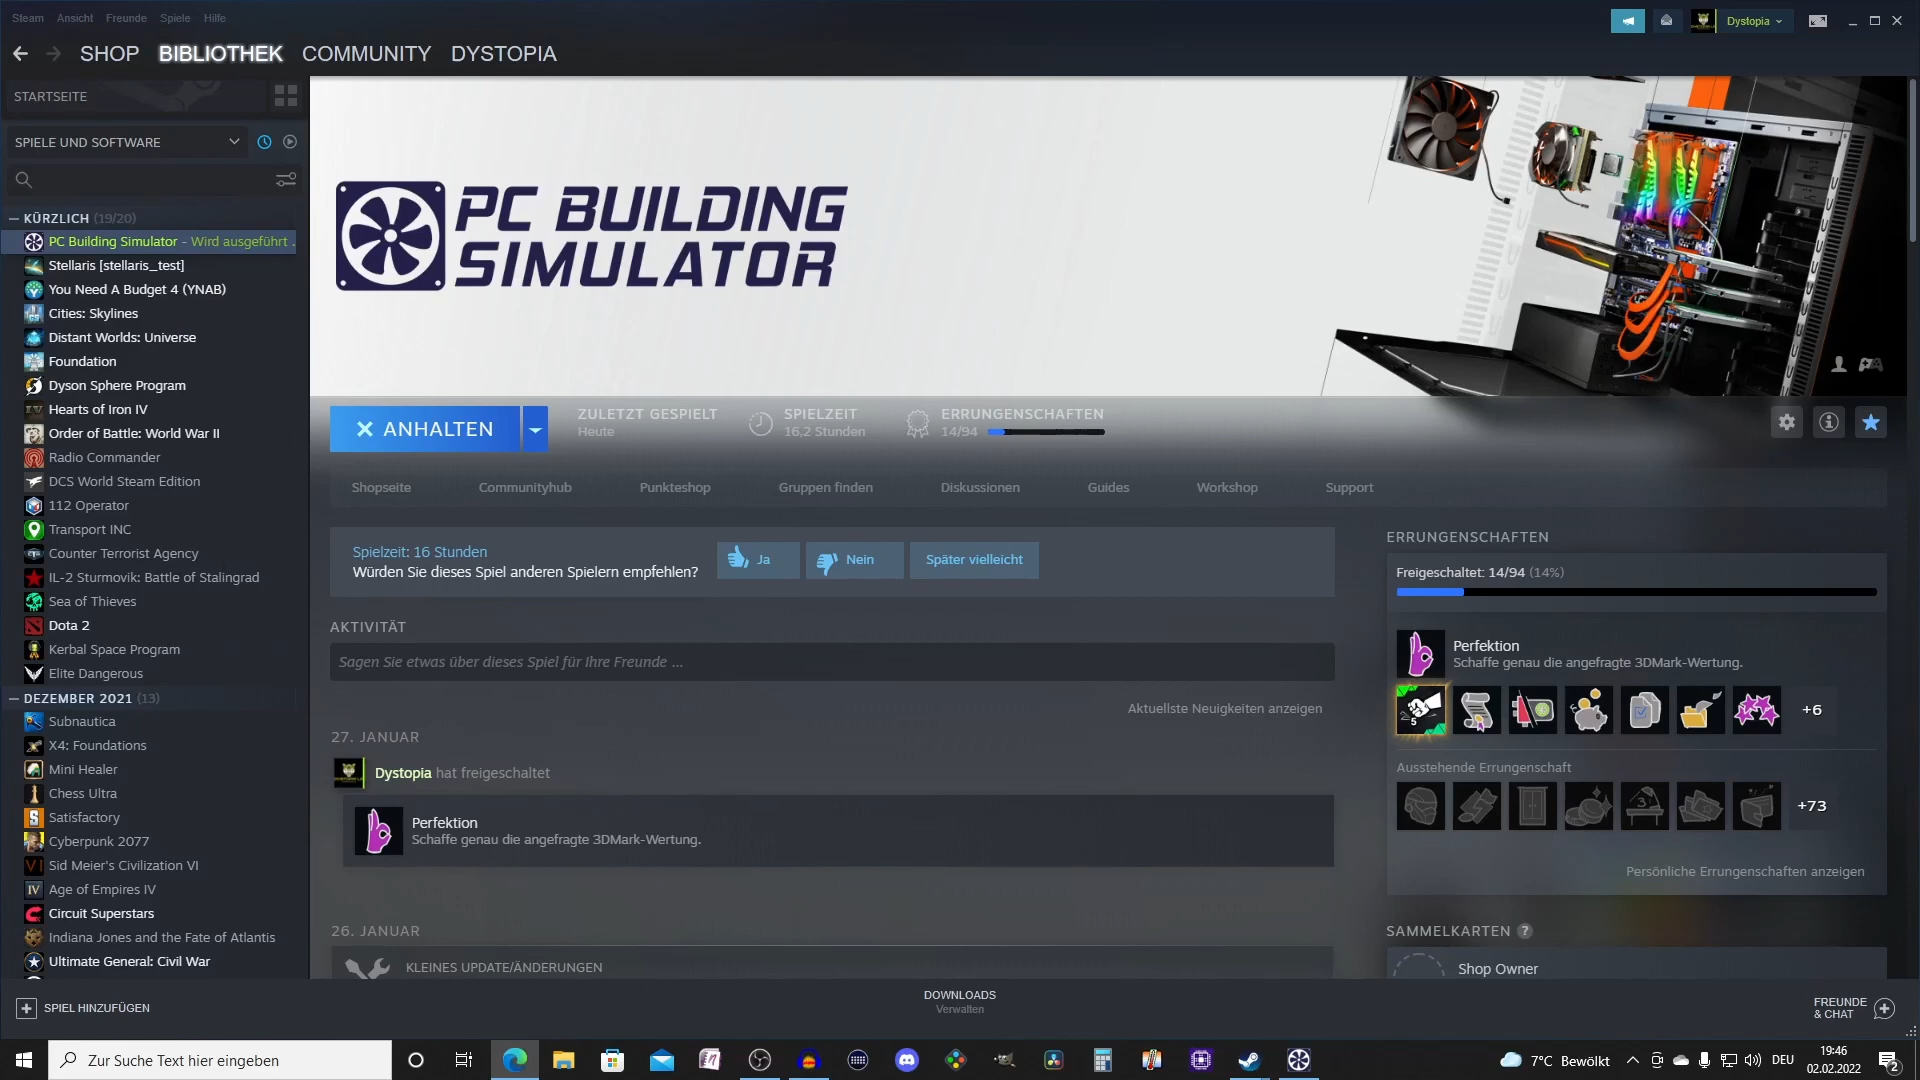 Steam Ansicht Freunde Spiele Hilfe
Dystopia
SHOP BIBLIOTHEK COMMUNITY DYSTOPIA
STARTSEITE
SPIELE UND SOFTWARE
— KÜRZLICH (19/20)
PC Building Simulator - Wird ausgeführt .
Stellaris [stellaris_test]
You Need A Budget 4 (YNAB)
Cities: Skylines
Distant Worlds: Universe
Foundation
Dyson Sphere Program
Hearts of Iron IV
Order of Battle: World War II
Radio Commander
DCS World Steam Edition
112 Operator
Transport INC
Counter Terrorist Agency
IL-2 Sturmovik: Battle of Stalingrad
Sea of Thieves
Dota 2
Kerbal Space Program
Elite Dangerous
— DEZEMBER 2021 (13)
Subnautica
X4: Foundations
Mini Healer
Chess Ultra
Satisfactory
Cyberpunk 2077
Sid Meier's Civilization VI
Age of Empires IV
Circuit Superstars
Indiana Jones and the Fate of Atlantis
Ultimate General: Civil War
SPIEL HINZUFÜGEN
PC BUILDING
SIMULATOR
ANHALTEN
ZULETZT GESPIELT
Heute
SPIELZEIT
16,2 Stunden
ERRUNGENSCHAFTEN
14/94
Shopseite Communityhub Punkteshop Gruppen finden Diskussionen Guides Workshop Support
Spielzeit: 16 Stunden
Würden Sie dieses Spiel anderen Spielern empfehlen?
Ja
Nein
Später vielleicht
AKTIVITÄT
Sagen Sie etwas über dieses Spiel für Ihre Freunde ...
Aktuellste Neuigkeiten anzeigen
27. JANUAR
Dystopia hat freigeschaltet
Perfektion
Schaffe genau die angefragte 3DMark-Wertung.
26. JANUAR
KLEINES UPDATE/ÄNDERUNGEN
ERRUNGENSCHAFTEN
Freigeschaltet: 14/94 (14%)
Perfektion
Schaffe genau die angefragte 3DMark-Wertung.
+6
Ausstehende Errungenschaft
+73
Persönliche Errungenschaften anzeigen
SAMMELKARTEN ?
Shop Owner
DOWNLOADS
Verwalten
FREUNDE
& CHAT
Zur Suche Text hier eingeben
7°C Bewölkt
DEU
19:46
02.02.2022
2